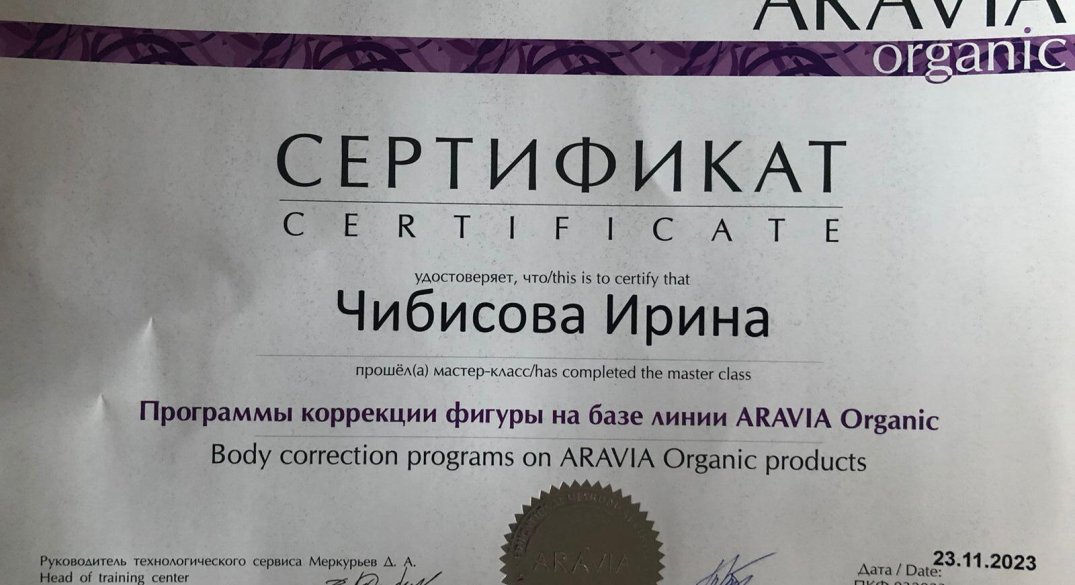 ARAVIA
organic
СЕРТИФИКАТ
CERTIFICATE
удостоверяет, что/this is to certify that
Чибисова Ирина
прошёл(а) мастер-класс/has completed the master class
Программы коррекции фигуры на базе линии ARAVIA Organic
Body correction programs on ARAVIA Organic products
ARAVIA
Руководитель технологического сервиса Меркурьев Д. А.
Head of training center
Дата / Date: 23.11.2023